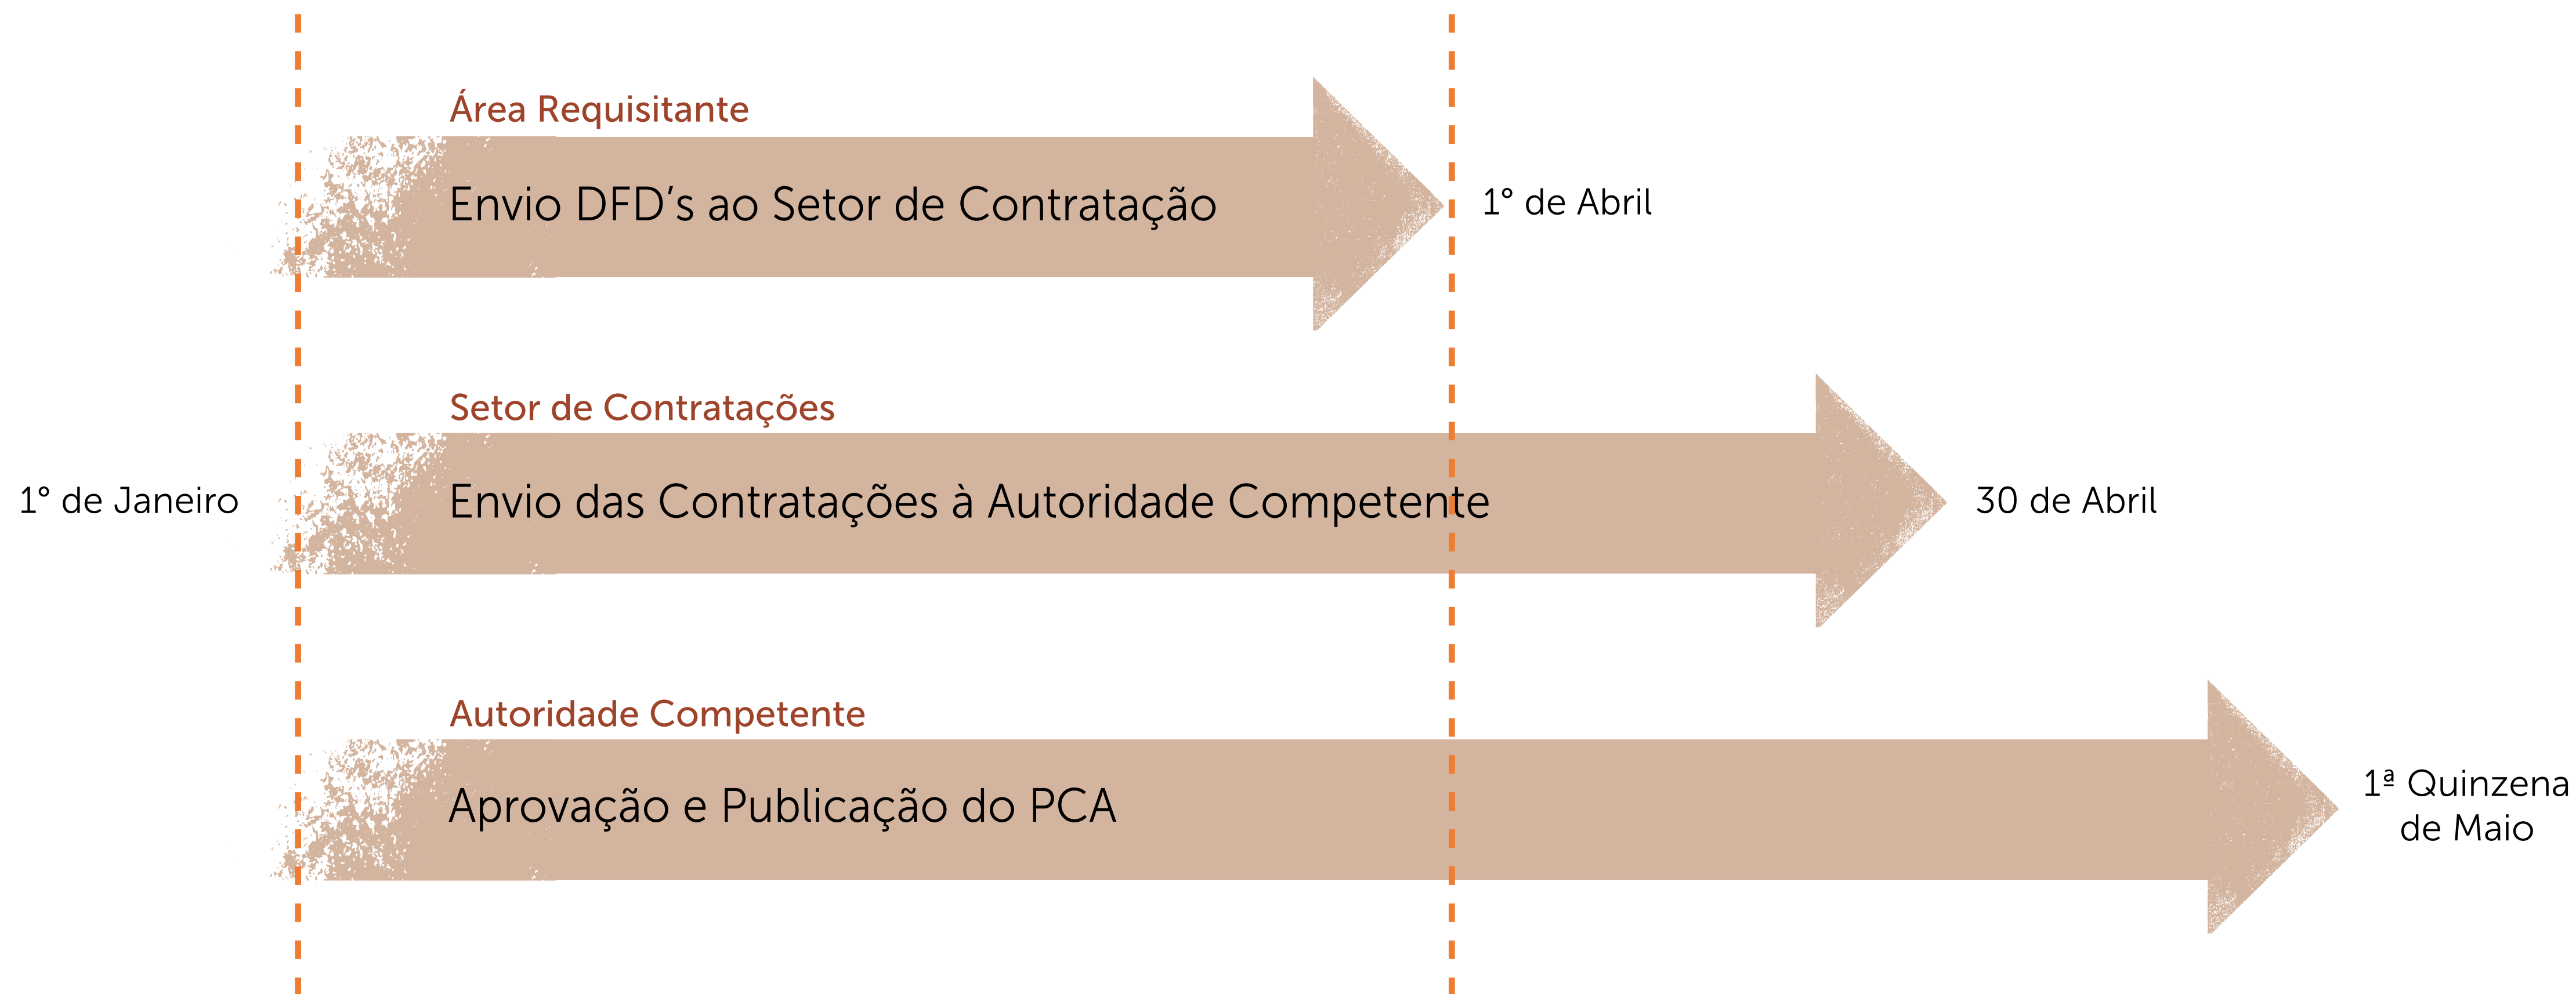 Área Requisitante
Envio DFD’s ao Setor de Contratação
1° de Abril
Setor de Contratações
1° de Janeiro
Envio das Contratações à Autoridade Competente
30 de Abril
Autoridade Competente
Aprovação e Publicação do PCA
1ª Quinzena
de Maio